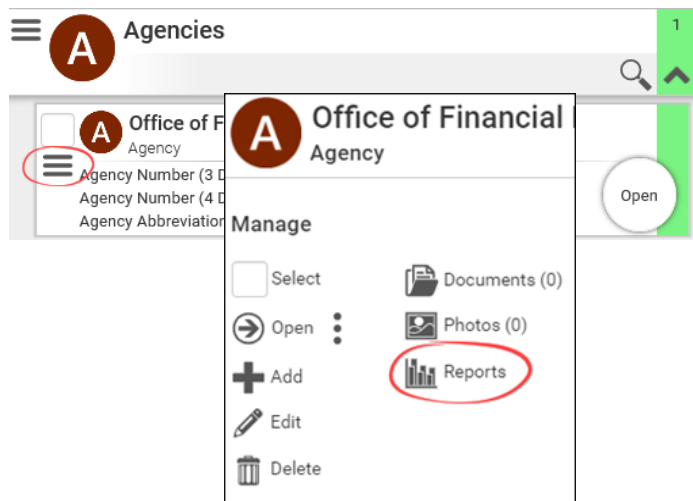 A Agencies
1
A Office of F
Agency
Agency Number (3 D
Agency Number (4 D
Agency Abbreviation
Open
A Office of Financial
Agency
Manage
Select
Documents (0)
Open
Photos (0)
Add
Reports
Edit
Delete